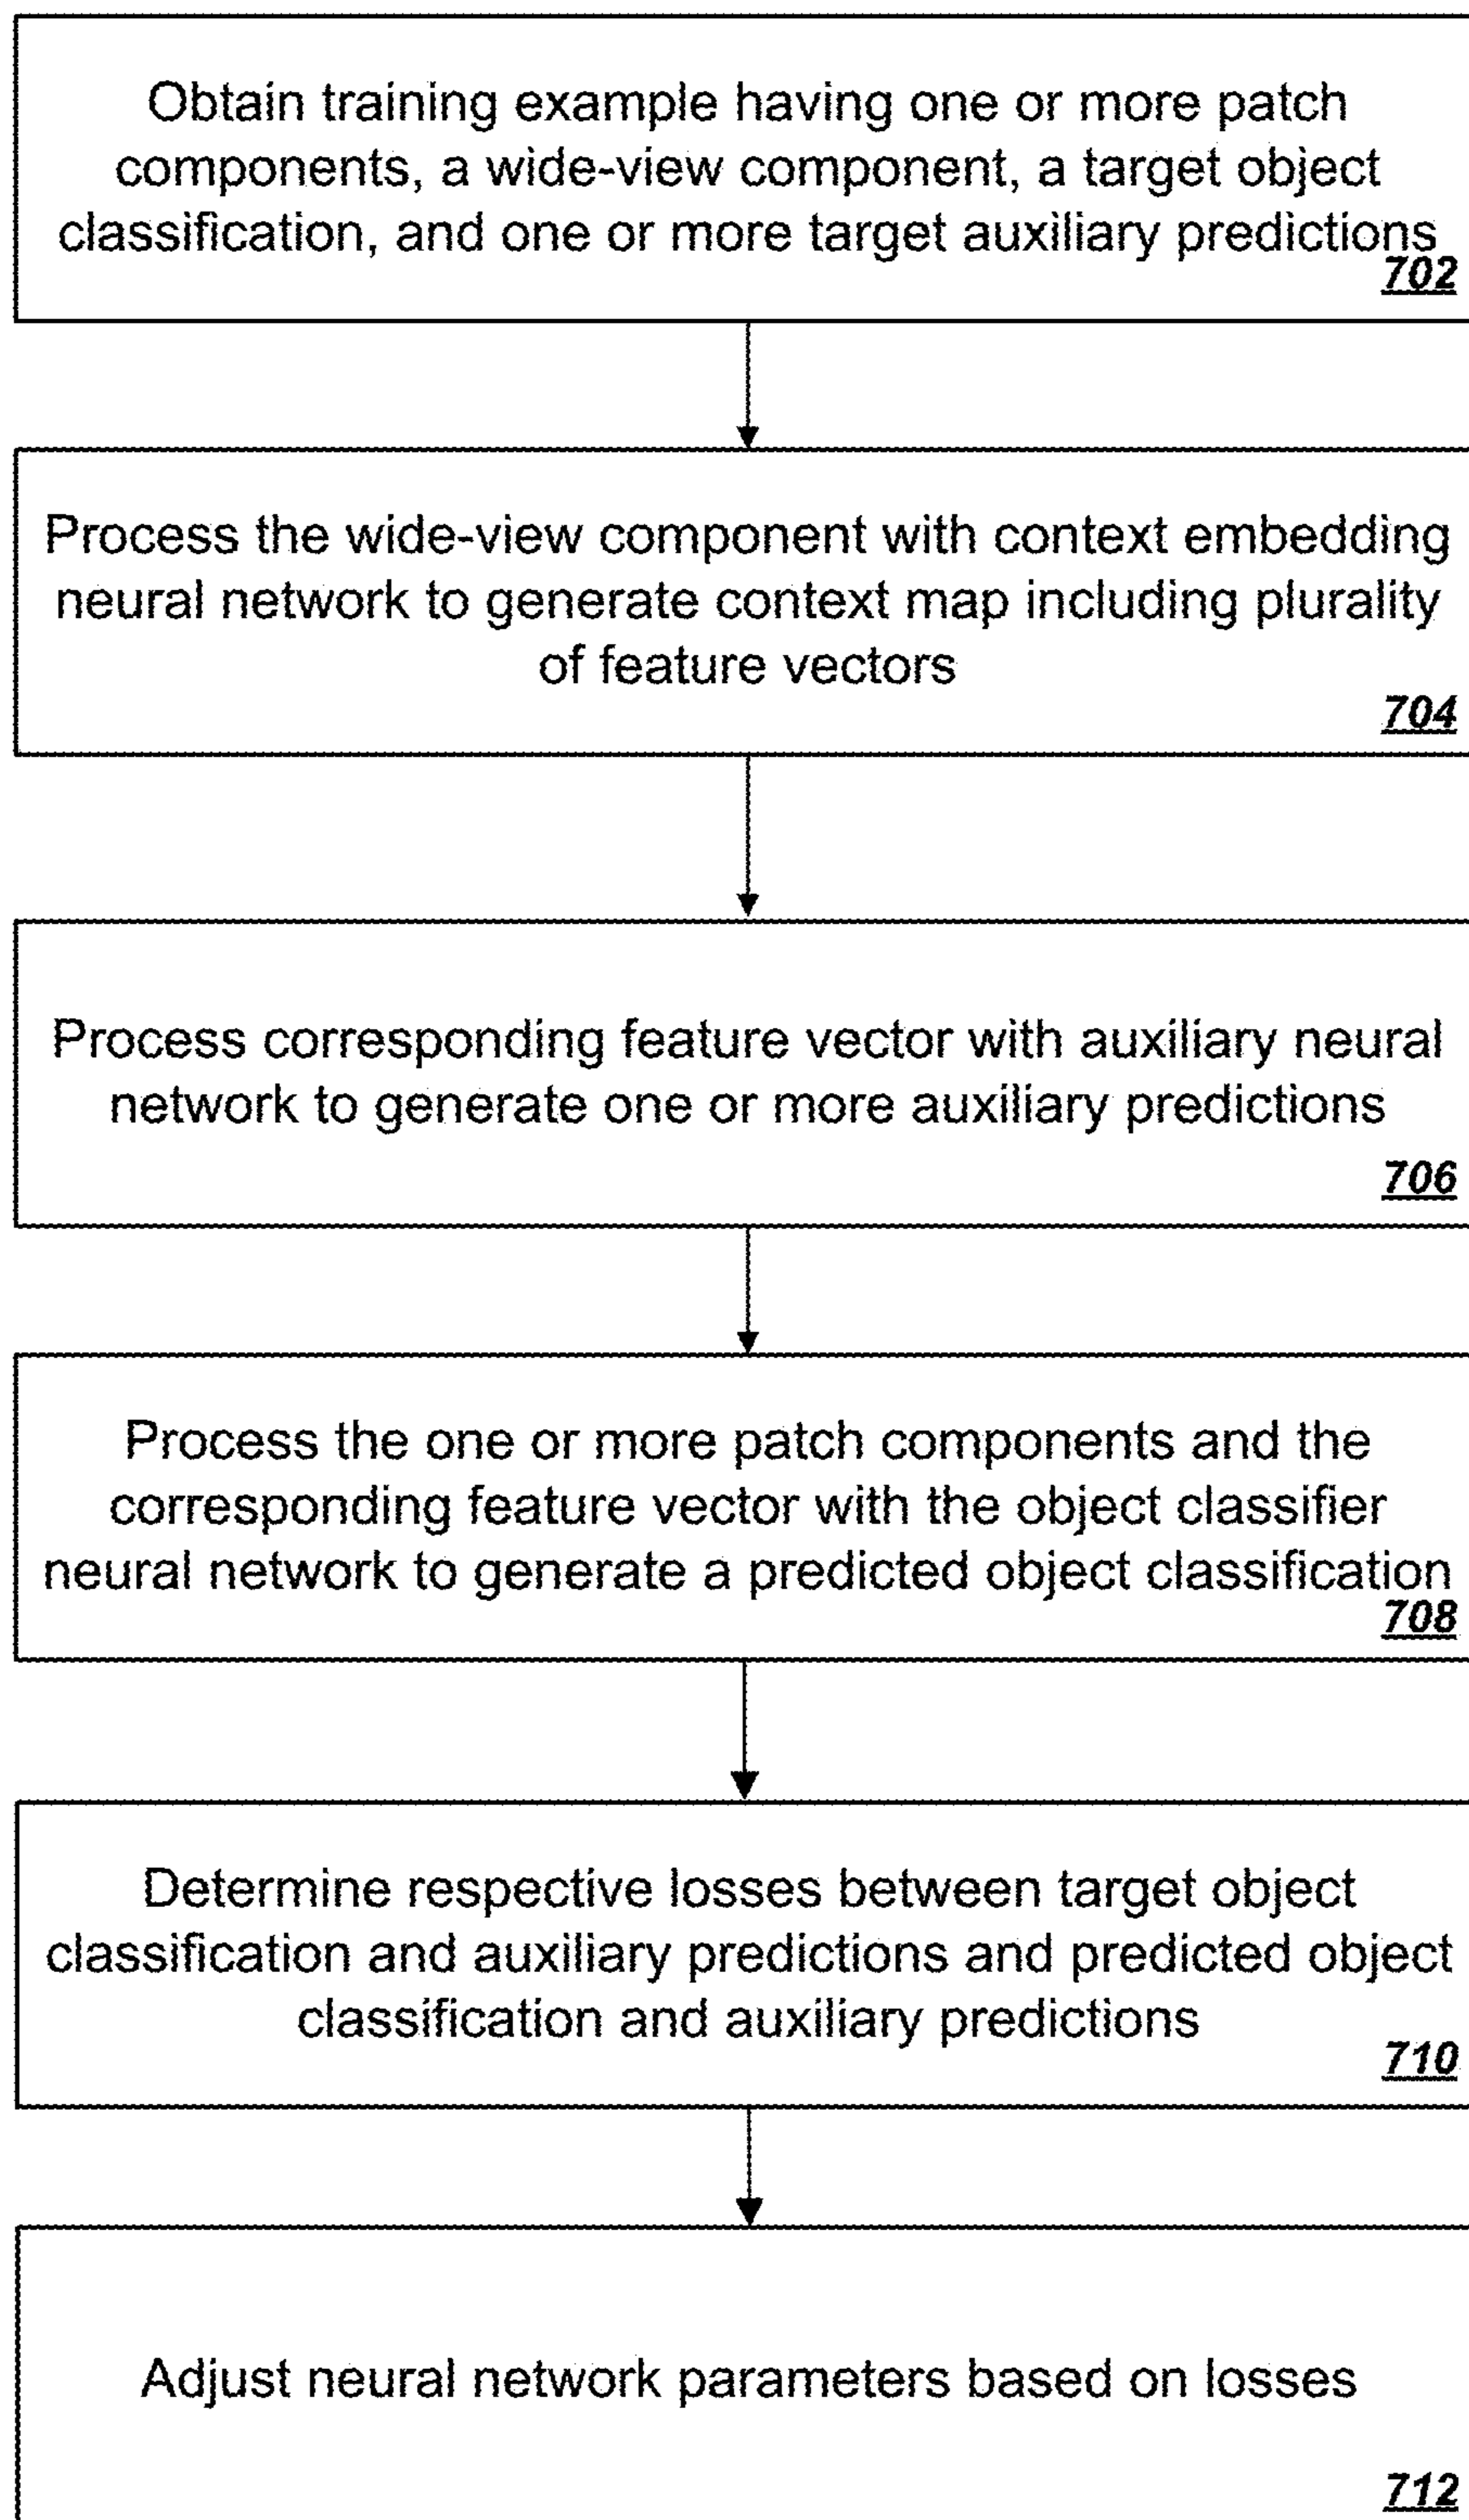 Obtain training example having one or more patch
components, a wide-view component, a target object
classification, and one or more target auxiliary predictions
702
Process the wide-view component with context embedding
neural network to generate context map including plurality
of feature vectors
704
Process corresponding feature vector with auxiliary neural
network to generate one or more auxiliary predictions
706
Process the one or more patch components and the
corresponding feature vector with the object classifier
neural network to generate a predicted object classification
708
Determine respective losses between target object
classification and auxiliary predictions and predicted object
classification and auxiliary predictions
710
Adjust neural network parameters based on losses
712